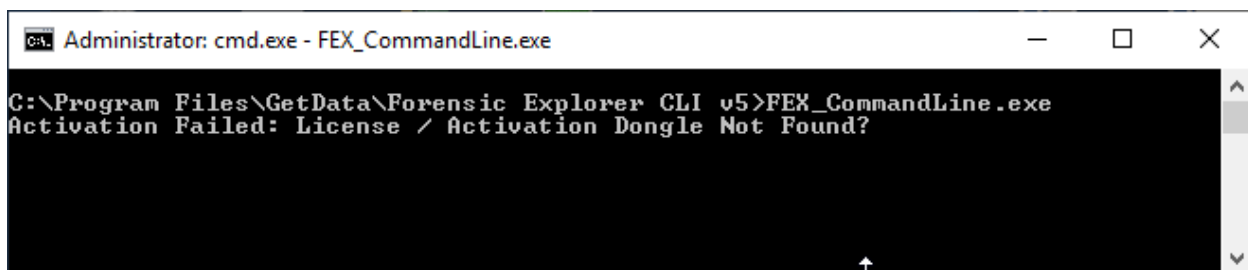 Administrator: cmd.exe - FEX_CommandLine.exe
C:\Program Files\GetData\Forensic Explorer CLI v5>FEX_CommandLine.exe
Activation Failed: License / Activation Dongle Not Found?